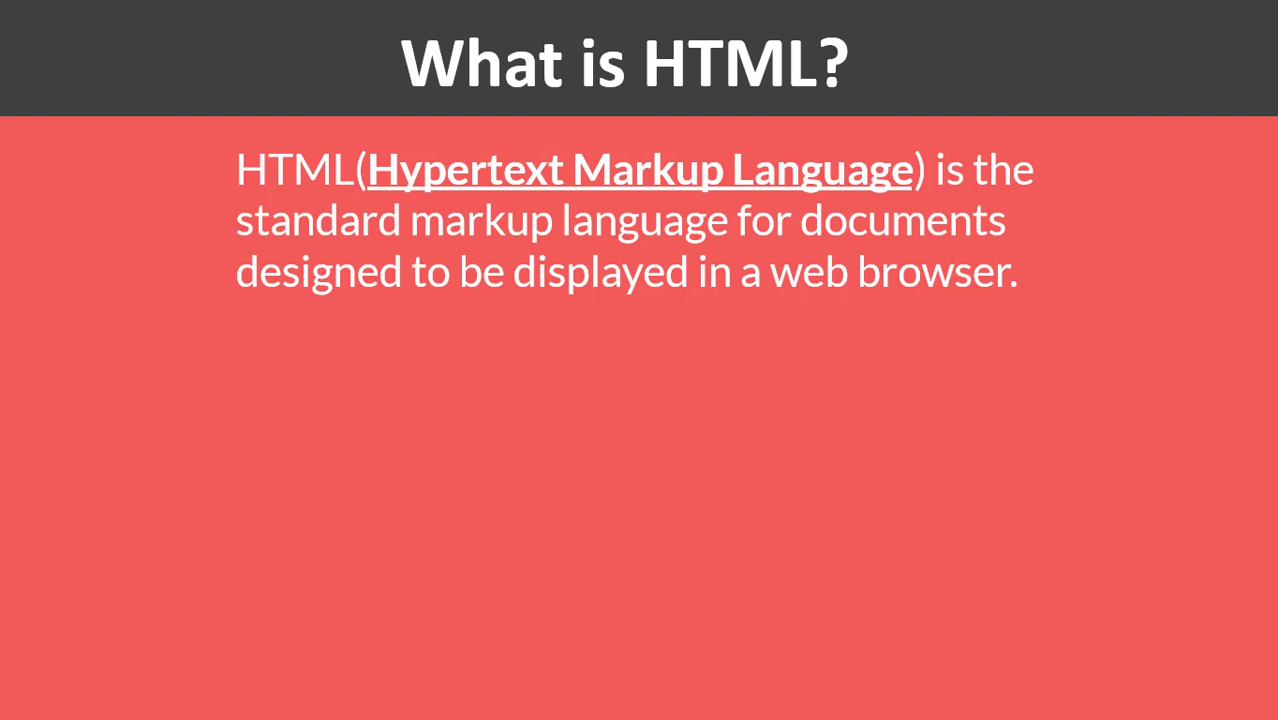 What is HTML?
HTML(Hypertext Markup Language) is the
standard markup language for documents
designed to be displayed in a web browser.